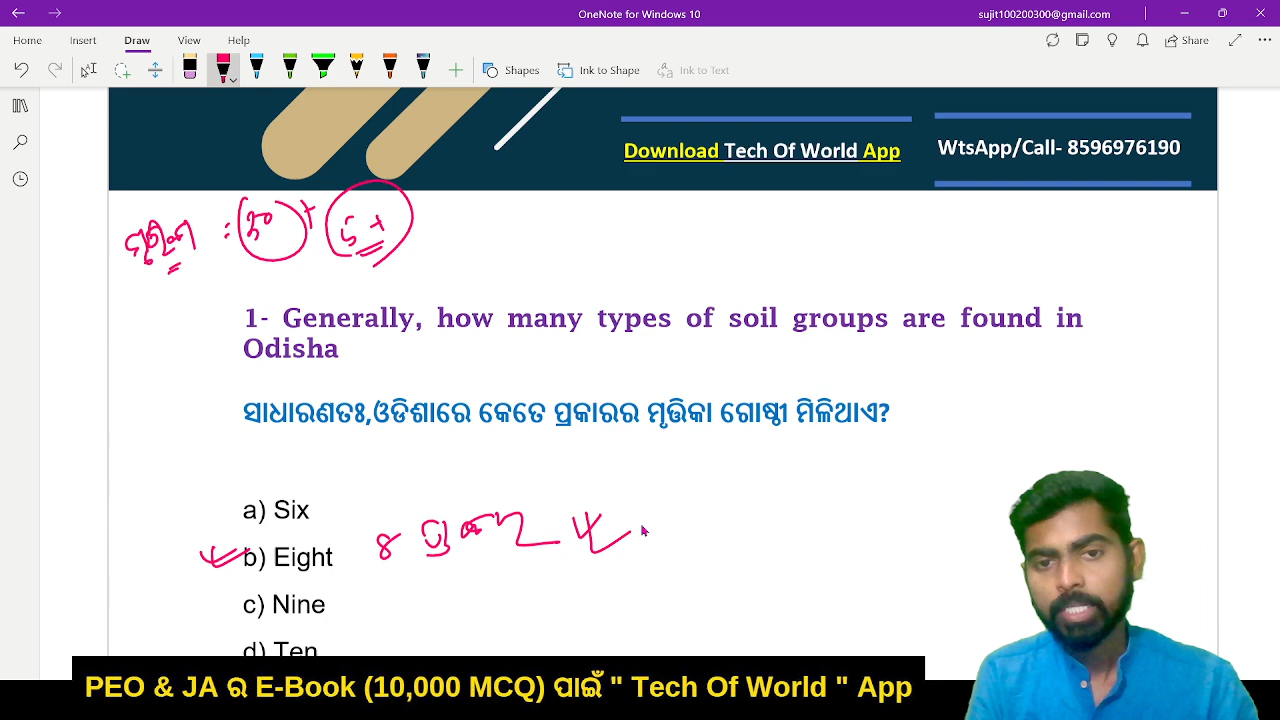 OneNote for Windows 10
sujit100200300@gmail.com
Home Insert Draw View Help
Share
Shapes Ink to Shape Ink to Text
Download Tech Of World App
WtsApp/Call- 8596976190
1- Generally, how many types of soil groups are found in
Odisha
ସାଧାରଣତଃ,ଓଡିଶାରେ କେତେ ପ୍ରକାରର ମୃତ୍ତିକା ଗୋଷ୍ଠୀ ମିଳିଥାଏ?
a) Six
b) Eight
c) Nine
d) Ten
PEO & JA ର E-Book (10,000 MCQ) ପାଇଁ " Tech Of World " App